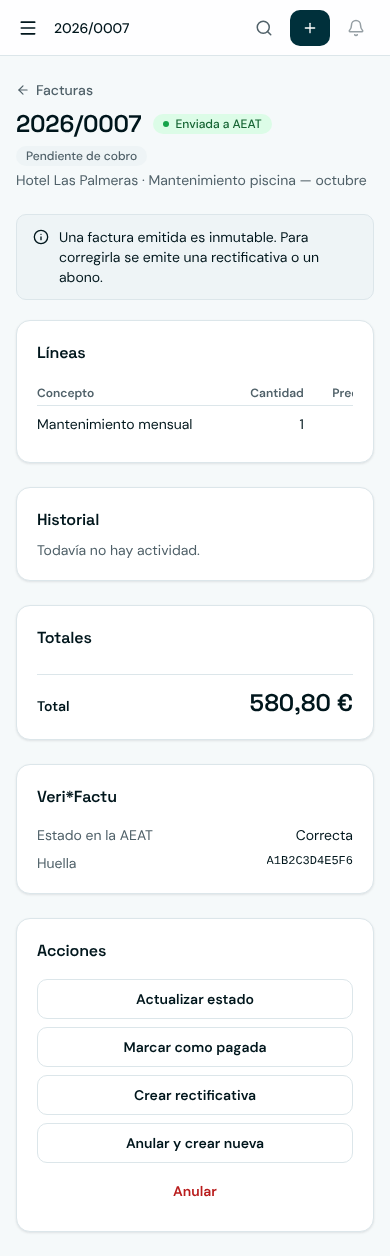 2026/0007
Facturas
2026/0007
Enviada a AEAT
Pendiente de cobro
Hotel Las Palmeras · Mantenimiento piscina — octubre
Una factura emitida es inmutable. Para
corregirla se emite una rectificativa o un
abono.
Líneas
Concepto Cantidad
Mantenimiento mensual 1
Historial
Todavía no hay actividad.
Totales
Total 580,80 €
Veri*Factu
Estado en la AEAT Correcta
Huella A1B2C3D4E5F6
Acciones
Actualizar estado
Marcar como pagada
Crear rectificativa
Anular y crear nueva
Anular